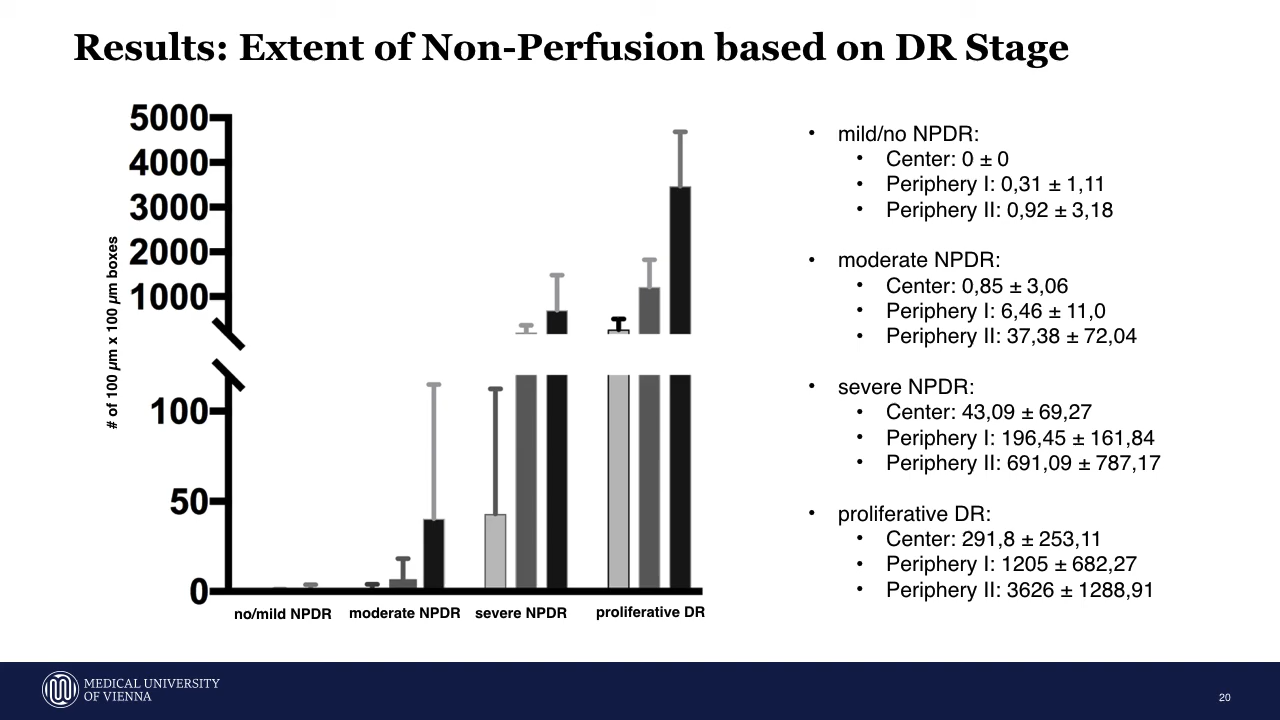 Results: Extent of Non-Perfusion based on DR Stage
# of 100 µm x 100 µm boxes
5000
4000
3000
2000
1000
100
50
0
no/mild NPDR
moderate NPDR
severe NPDR
proliferative DR
• mild/no NPDR:
• Center: 0 ± 0
• Periphery I: 0,31 ± 1,11
• Periphery II: 0,92 ± 3,18
• moderate NPDR:
• Center: 0,85 ± 3,06
• Periphery I: 6,46 ± 11,0
• Periphery II: 37,38 ± 72,04
• severe NPDR:
• Center: 43,09 ± 69,27
• Periphery I: 196,45 ± 161,84
• Periphery II: 691,09 ± 787,17
• proliferative DR:
• Center: 291,8 ± 253,11
• Periphery I: 1205 ± 682,27
• Periphery II: 3626 ± 1288,91
MEDICAL UNIVERSITY
OF VIENNA
20